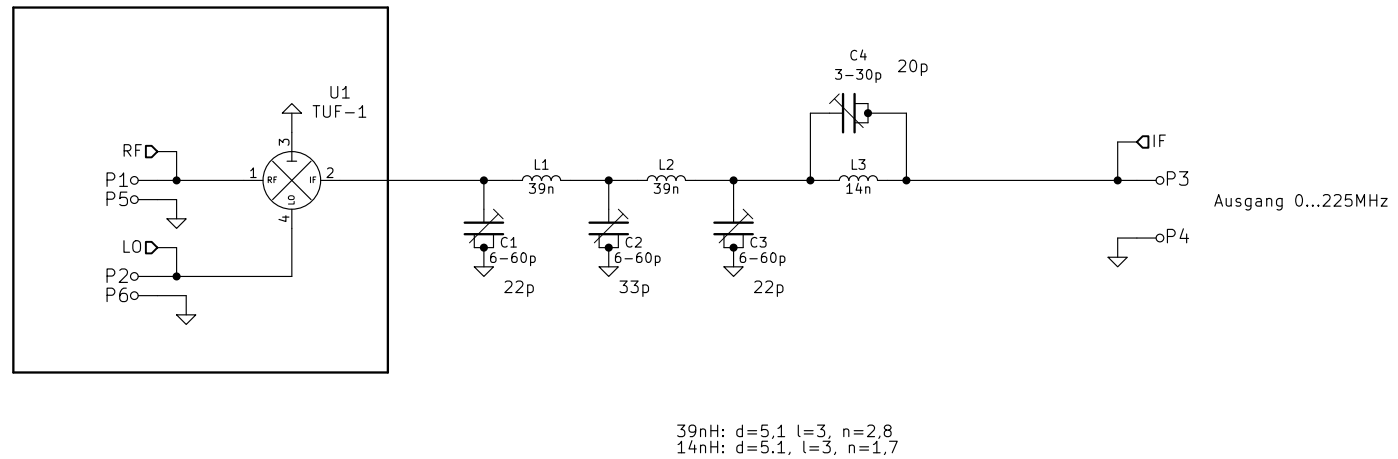 C4
3-30p
20p
U1
TUF-1
3
RF
IF
P1
1
RF
IF
2
L1
39n
L2
39n
L3
14n
P3
P5
LO
4
Ausgang 0...225MHz
LO
P4
C1
6-60p
C2
6-60p
C3
6-60p
P2
P6
22p
33p
22p
39nH: d=5,1 l=3, n=2,8
14nH: d=5.1, l=3, n=1,7